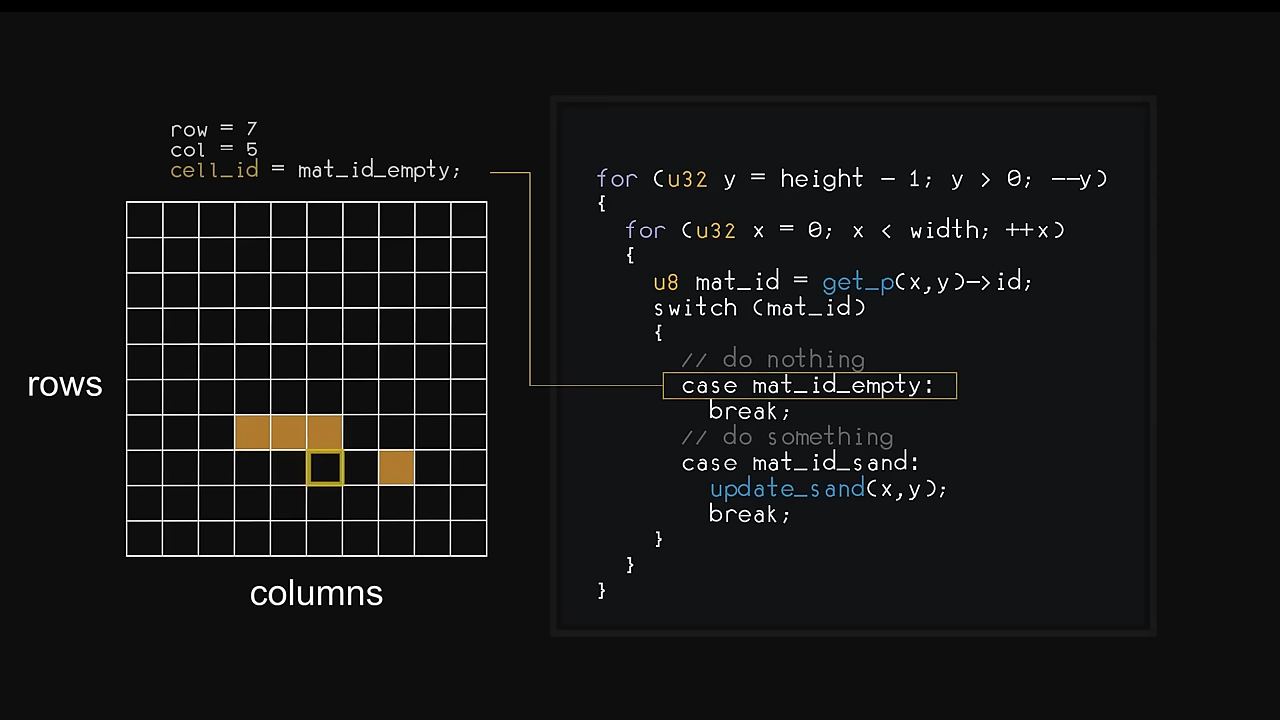 row = 7
col = 5
cell_id = mat_id_empty;
rows
columns
for (u32 y = height - 1; y > 0; --y)
{
for (u32 x = 0; x < width; ++x)
{
u8 mat_id = get_p(x,y)->id;
switch (mat_id)
{
// do nothing
case mat_id_empty:
break;
// do something
case mat_id_sand:
update_sand(x,y);
break;
}
}
}